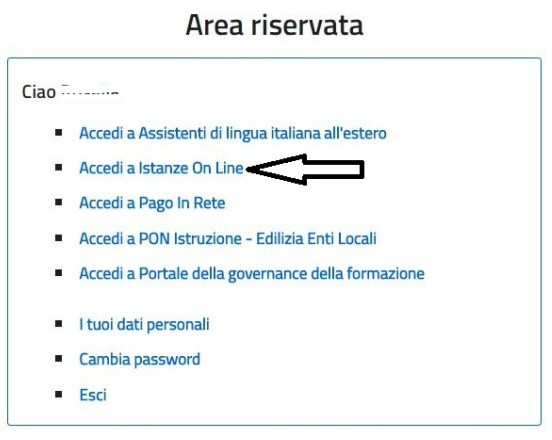 Area riservata
Ciao
Accedi a Assistenti di lingua italiana all'estero
Accedi a Istanze On Line
Accedi a Pago In Rete
Accedi a PON Istruzione - Edilizia Enti Locali
Accedi a Portale della governance della formazione
I tuoi dati personali
Cambia password
Esci